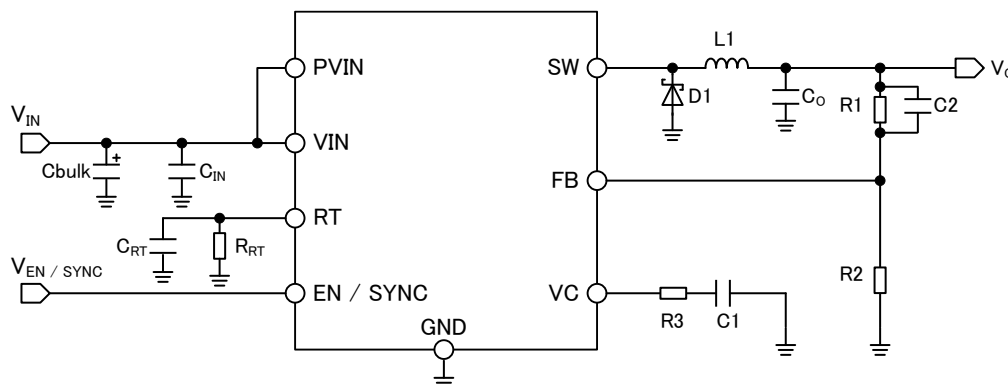 L1
PVIN
SW
D1
C_O
R1
C2
V_IN
VIN
Cbulk
+
C_IN
FB
RT
C_RT
R_RT
V_EN / SYNC
EN / SYNC
VC
R3
C1
R2
GND